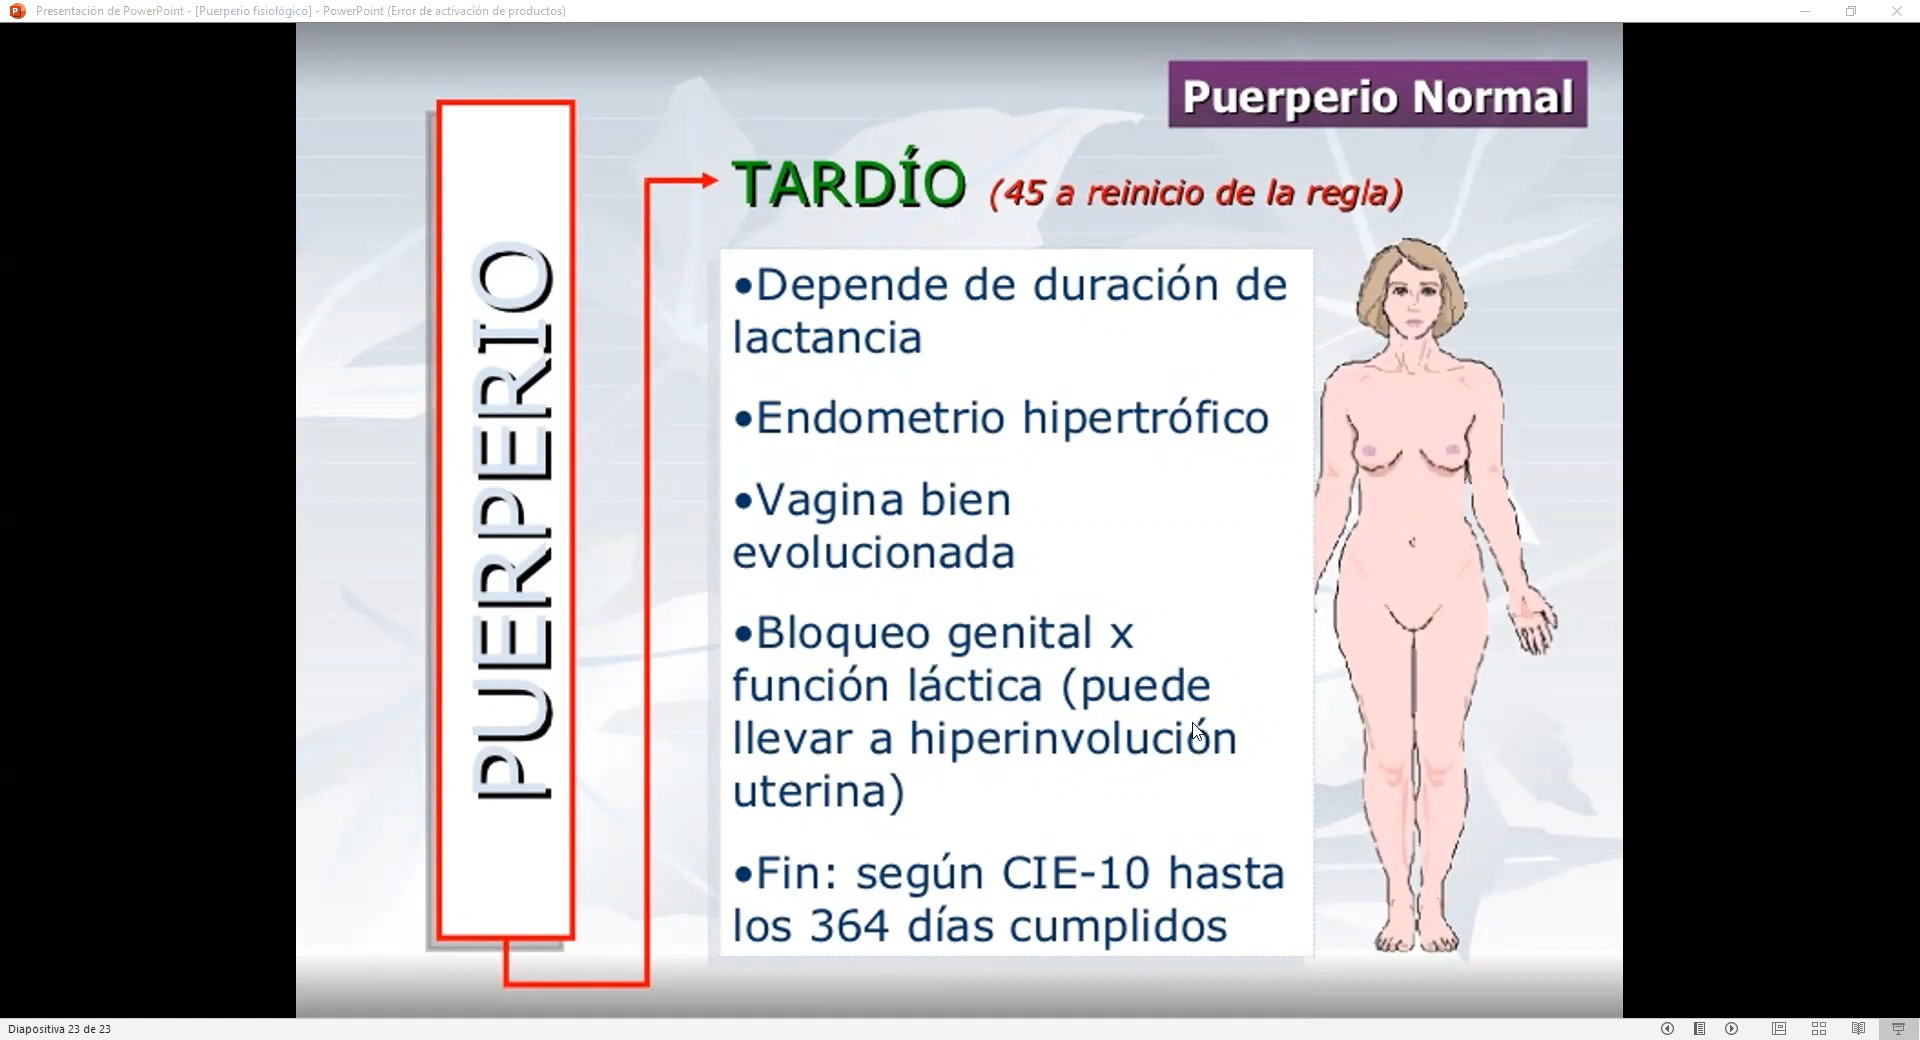 Presentación de PowerPoint - [Puerperio fisiológico] - PowerPoint (Error de activación de productos)
Puerperio Normal
PUERPERIO
TARDÍO (45 a reinicio de la regla)
•Depende de duración de
lactancia
•Endometrio hipertrófico
•Vagina bien
evolucionada
•Bloqueo genital x
función láctica (puede
llevar a hiperinvolución
uterina)
•Fin: según CIE-10 hasta
los 364 días cumplidos
Diapositiva 23 de 23